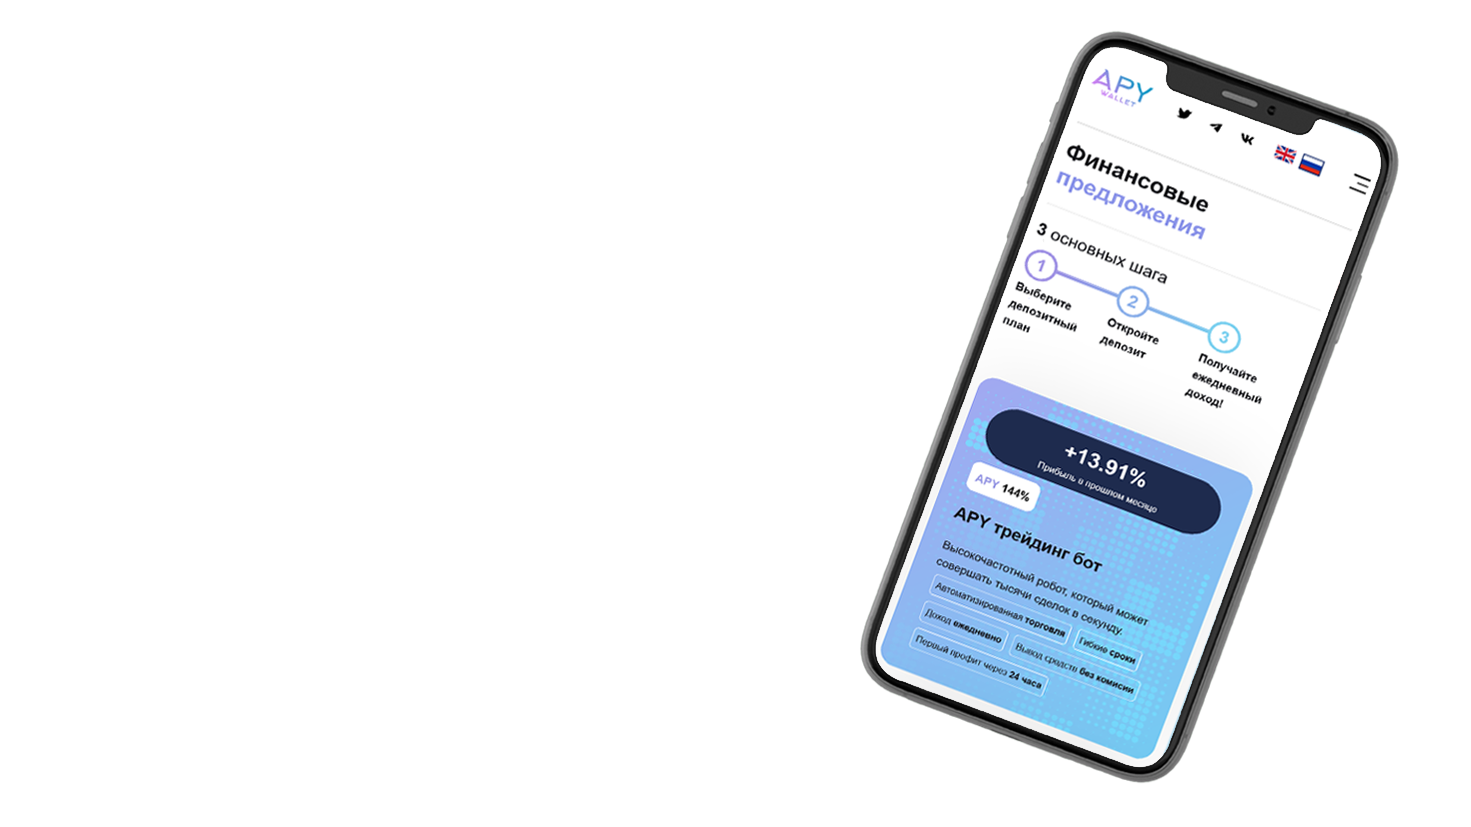 APY
WALLET
Финансовые
предложения
3 основных шага
1
Выберите
депозитный
план
2
Откройте
депозит
3
Получайте
ежедневный
доход!
+13.91%
Прибыль в прошлом месяце
APY 144%
APY трейдинг бот
Высокочастотный робот, который может
совершать тысячи сделок в секунду.
Автоматизированная торговля
Гибкие сроки
Доход ежедневно
Вывод средств без комисии
Первый профит через 24 часа